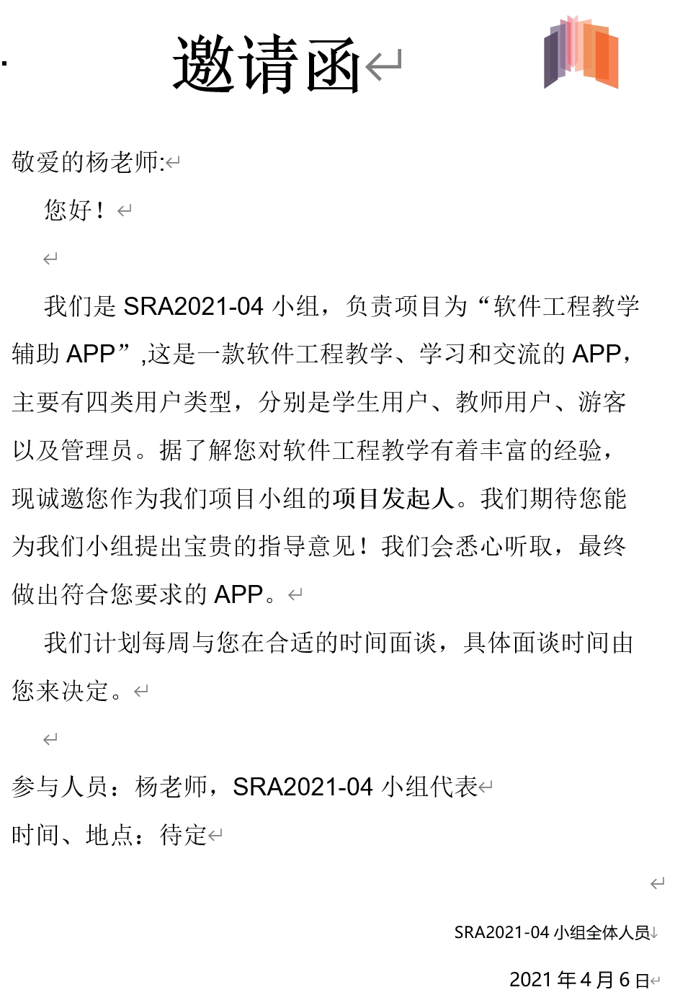 邀请函
敬爱的杨老师:
您好！
我们是 SRA2021-04 小组，负责项目为“软件工程教学
辅助 APP”,这是一款软件工程教学、学习和交流的 APP，
主要有四类用户类型，分别是学生用户、教师用户、游客
以及管理员。据了解您对软件工程教学有着丰富的经验，
现诚邀您作为我们项目小组的项目发起人。我们期待您能
为我们小组提出宝贵的指导意见！我们会悉心听取，最终
做出符合您要求的 APP。
我们计划每周与您在合适的时间面谈，具体面谈时间由
您来决定。
参与人员：杨老师，SRA2021-04 小组代表
时间、地点：待定
SRA2021-04 小组全体人员
2021 年 4 月 6 日